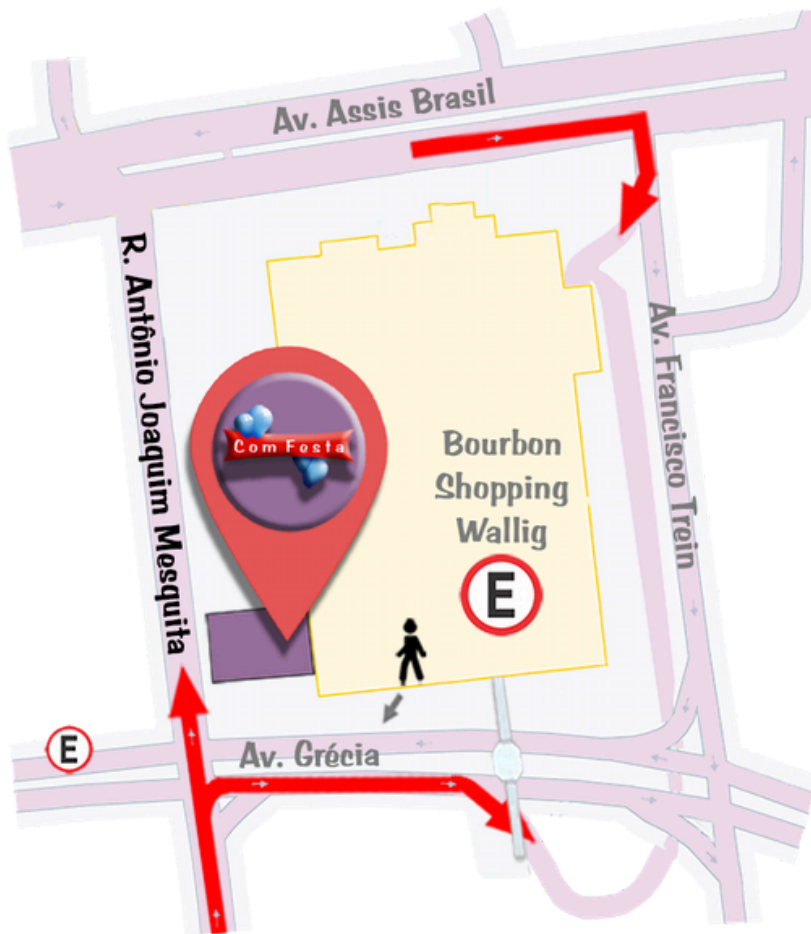 Av. Assis Brasil
R. Antônio Joaquim Mesquita
Av. Francisco Trein
Com Festa
Bourbon
Shopping
Wallig
E
E
Av. Grécia